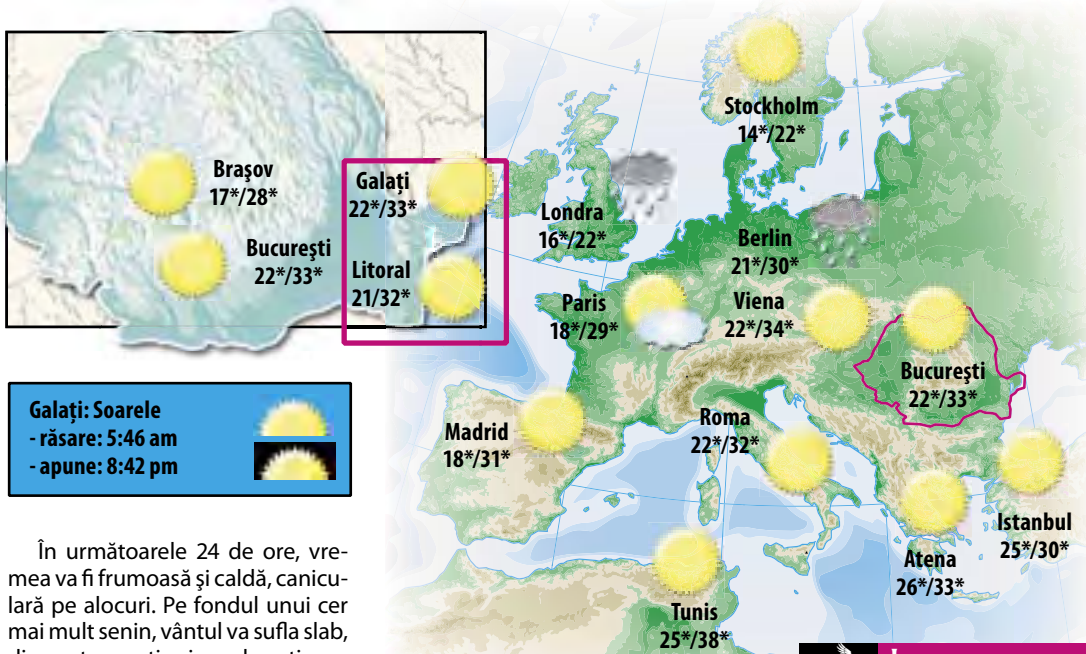 Braşov
17*/28*
Bucureşti
22*/33*
Galaţi
22*/33*
Litoral
21/32*
Stockholm
14*/22*
Londra
16*/22*
Berlin
21*/30*
Paris
18*/29*
Viena
22*/34*
Bucureşti
22*/33*
Madrid
18*/31*
Roma
22*/32*
Istanbul
25*/30*
Atena
26*/33*
Tunis
25*/38*
Galaţi: Soarele
- răsare: 5:46 am
- apune: 8:42 pm
În următoarele 24 de ore, vre-
mea va fi frumoasă şi caldă, canicu-
lară pe alocuri. Pe fondul unui cer
mai mult senin, vântul va sufla slab,